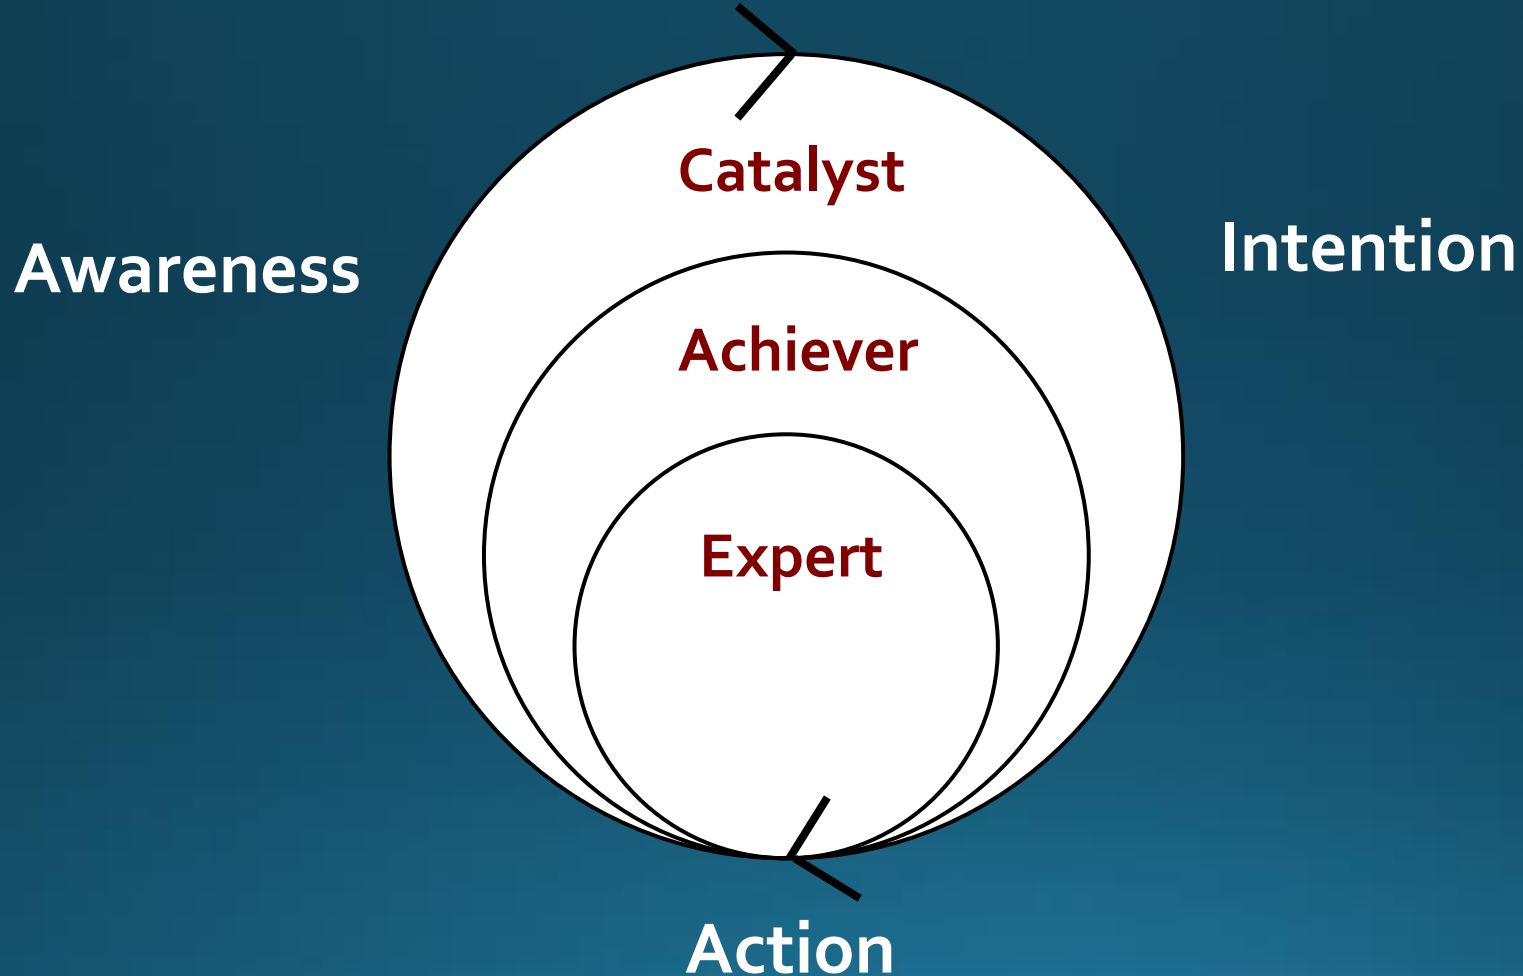 Catalyst
Intention
Awareness
Achiever
Expert
Action